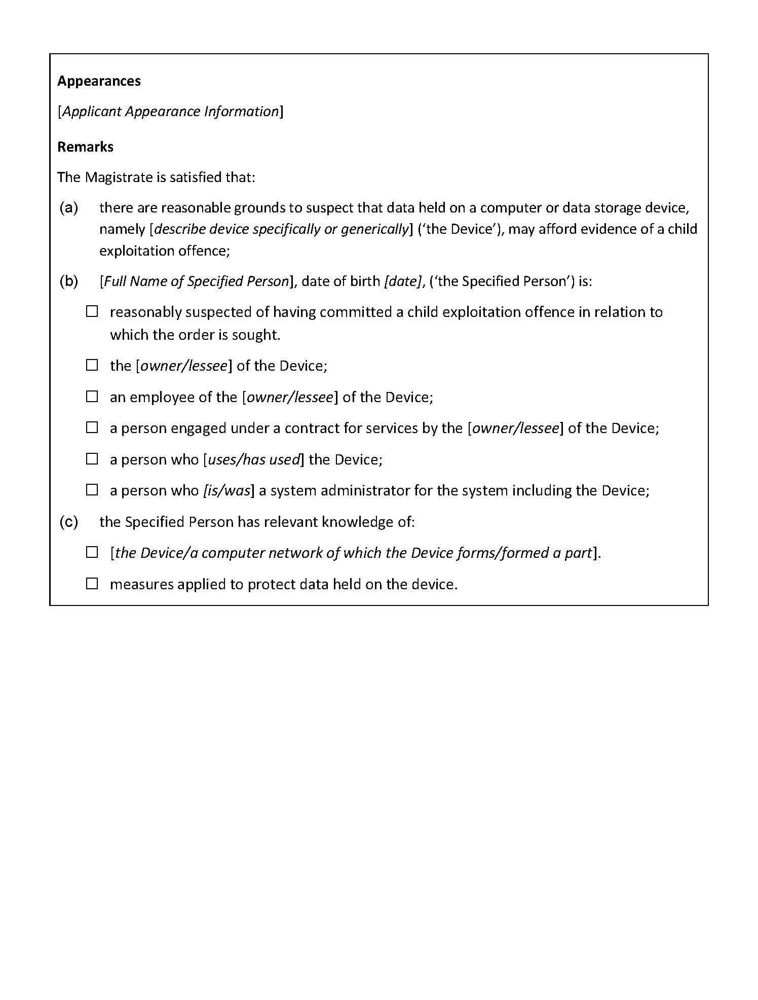 Appearances
[Applicant Appearance Information]
Remarks
The Magistrate is satisfied that:
(a) there are reasonable grounds to suspect that data held on a computer or data storage device,
namely [describe device specifically or generically] (‘the Device’), may afford evidence of a child
exploitation offence;
(b) [Full Name of Specified Person], date of birth [date], (‘the Specified Person’) is:
☐ reasonably suspected of having committed a child exploitation offence in relation to
which the order is sought.
☐ the [owner/lessee] of the Device;
☐ an employee of the [owner/lessee] of the Device;
☐ a person engaged under a contract for services by the [owner/lessee] of the Device;
☐ a person who [uses/has used] the Device;
☐ a person who [is/was] a system administrator for the system including the Device;
(c) the Specified Person has relevant knowledge of:
☐ [the Device/a computer network of which the Device forms/formed a part].
☐ measures applied to protect data held on the device.